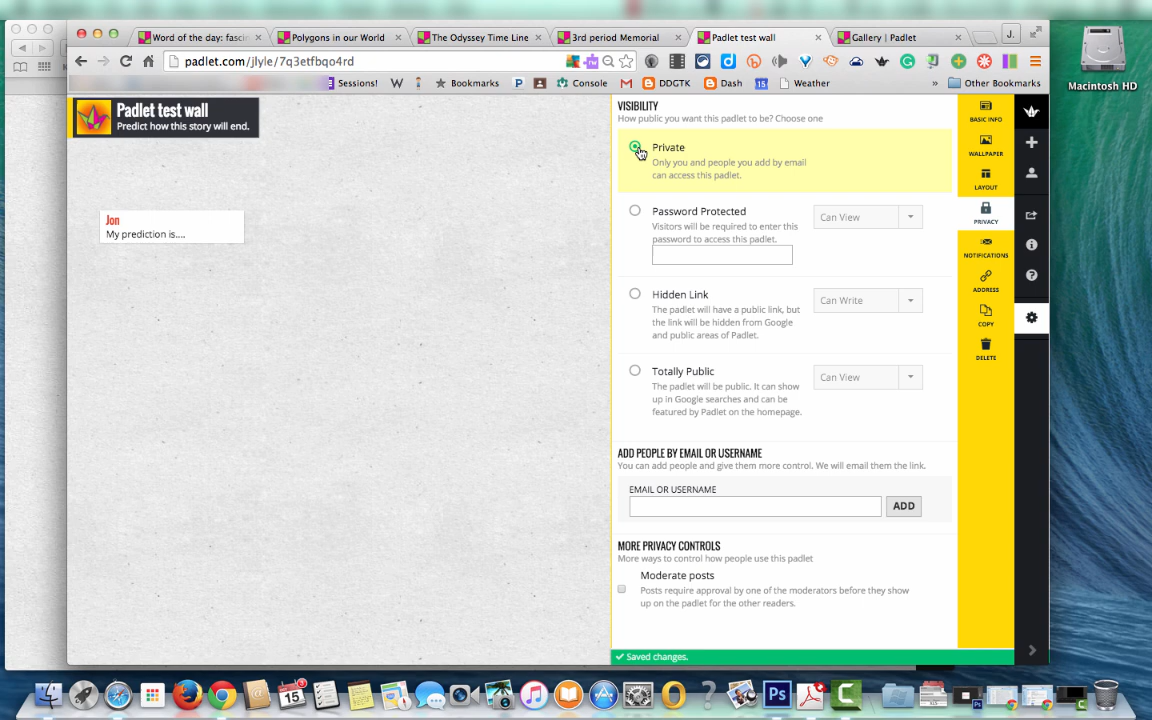 Word of the day: fascin
Polygons in our World
The Odyssey Time Line
3rd period Memorial
Padlet test wall
Gallery | Padlet
J.
padlet.com/jlyle/7q3etfbqo4rd
Sessions!
Bookmarks
Console
DDGTK
Dash
15
Weather
»
Other Bookmarks
Macintosh HD
Padlet test wall
Predict how this story will end.
Jon
My prediction is....
VISIBILITY
How public you want this padlet to be? Choose one
Private
Only you and people you add by email
can access this padlet.
Password Protected
Can View
Visitors will be required to enter this
password to access this padlet.
Hidden Link
Can Write
The padlet will have a public link, but
the link will be hidden from Google
and public areas of Padlet.
Totally Public
Can View
The padlet will be public. It can show
up in Google searches and can be
featured by Padlet on the homepage.
ADD PEOPLE BY EMAIL OR USERNAME
You can add people and give them more control. We will email them the link.
EMAIL OR USERNAME
ADD
MORE PRIVACY CONTROLS
More ways to control how people use this padlet
Moderate posts
Posts require approval by one of the moderators before they show
up on the padlet for the other readers.
Saved changes.
BASIC INFO
WALLPAPER
LAYOUT
PRIVACY
NOTIFICATIONS
ADDRESS
COPY
DELETE
15
Ps